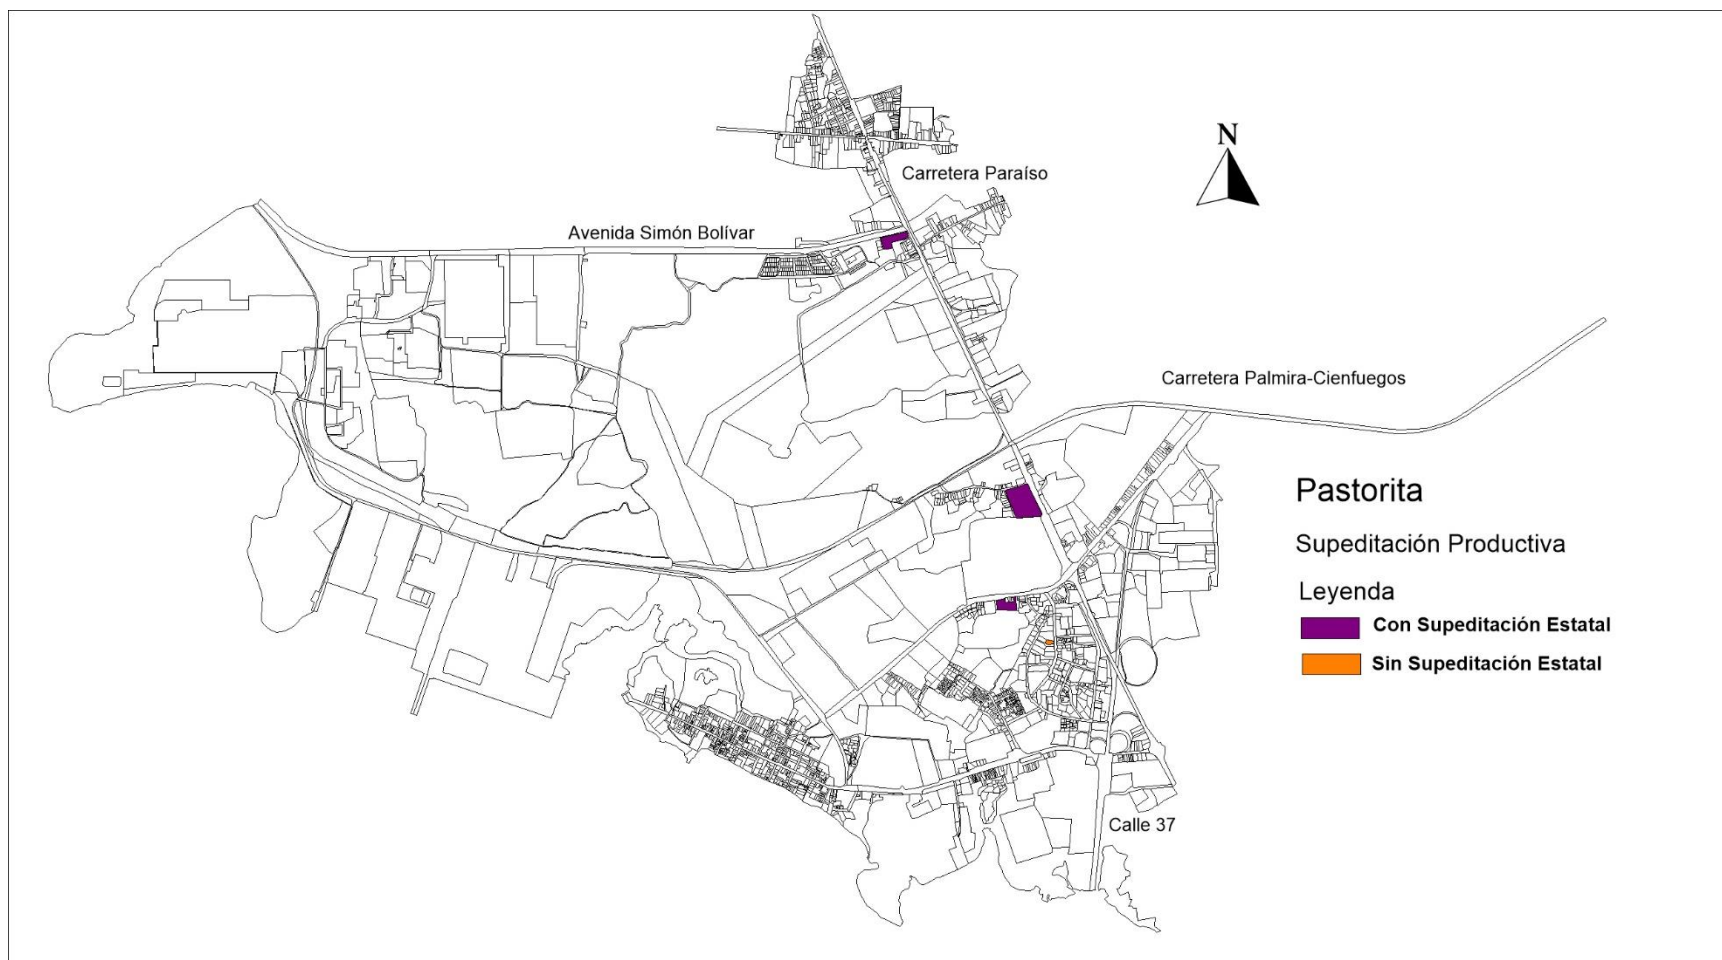 N
Carretera Paraíso
Avenida Simón Bolívar
Carretera Palmira-Cienfuegos
Pastorita
Supeditación Productiva
Leyenda
Con Supeditación Estatal
Sin Supeditación Estatal
Calle 37